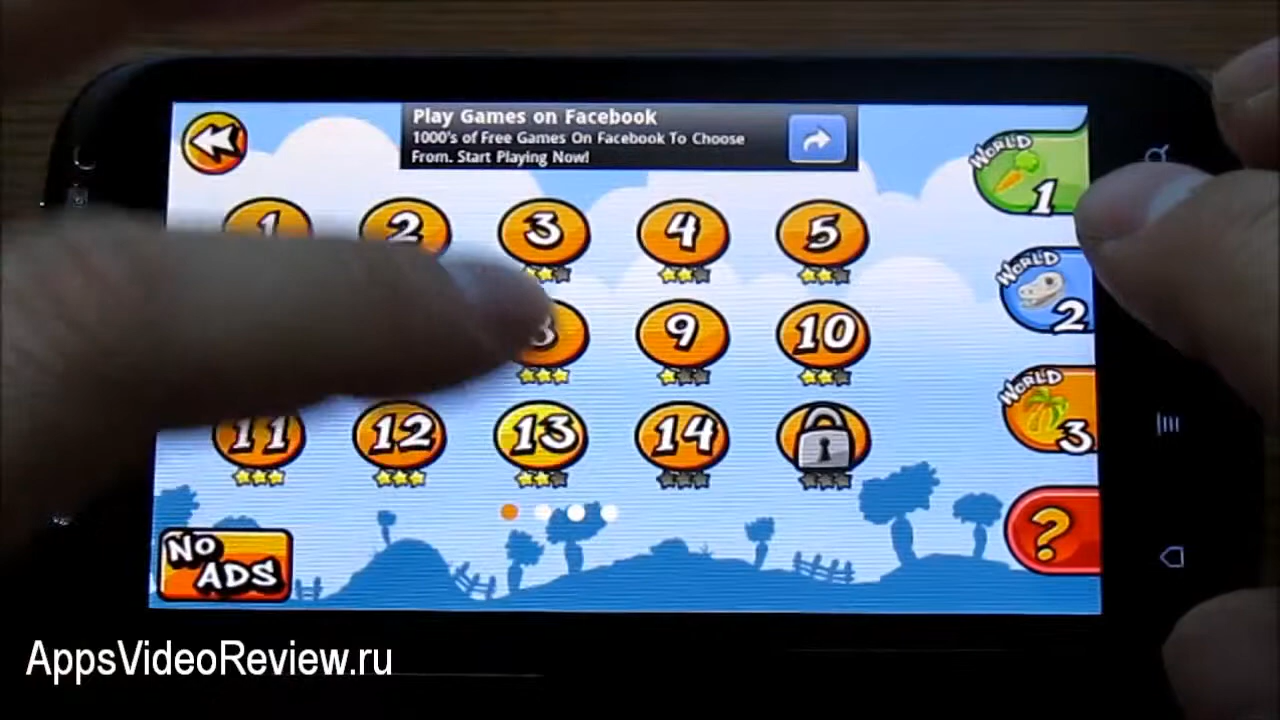 Play Games on Facebook
1000's of Free Games On Facebook To Choose
From. Start Playing Now!
WORLD
1
1 2 3 4 5
WORLD
2
8 9 10
WORLD
3
11 12 13 14
?
NO
ADS
AppsVideoReview.ru